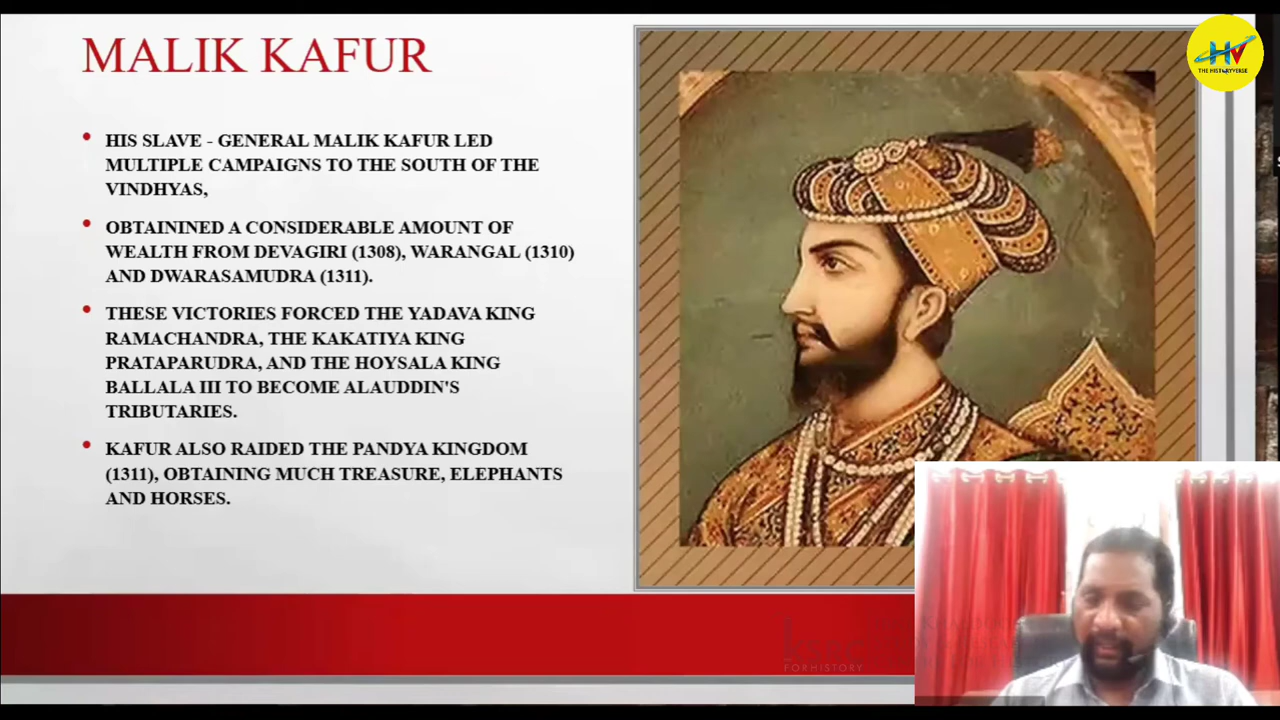 MALIK KAFUR
HIS SLAVE - GENERAL MALIK KAFUR LED
MULTIPLE CAMPAIGNS TO THE SOUTH OF THE
VINDHYAS,
OBTAININED A CONSIDERABLE AMOUNT OF
WEALTH FROM DEVAGIRI (1308), WARANGAL (1310)
AND DWARASAMUDRA (1311).
THESE VICTORIES FORCED THE YADAVA KING
RAMACHANDRA, THE KAKATIYA KING
PRATAPARUDRA, AND THE HOYSALA KING
BALLALA III TO BECOME ALAUDDIN'S
TRIBUTARIES.
KAFUR ALSO RAIDED THE PANDYA KINGDOM
(1311), OBTAINING MUCH TREASURE, ELEPHANTS
AND HORSES.
HV
THE HISTORYVERSE
FORHISTORY